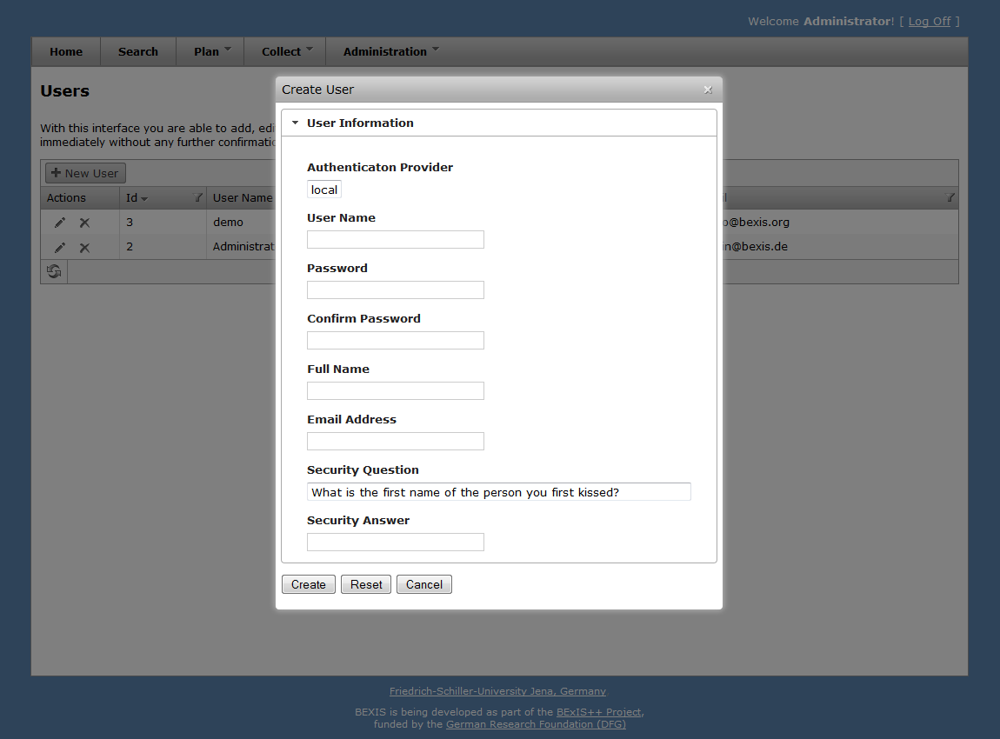 Welcome Administrator! [ Log Off ]
Home Search Plan Collect Administration
Users
Create User
With this interface you are able to add, edi
immediately without any further confirmatio
User Information
New User
Actions Id User Name
3 demo o@bexis.org
2 Administrat n@bexis.de
Authenticaton Provider
local
User Name
Password
Confirm Password
Full Name
Email Address
Security Question
What is the first name of the person you first kissed?
Security Answer
Create Reset Cancel
Friedrich-Schiller-University Jena, Germany
BEXIS is being developed as part of the BExIS++ Project,
funded by the German Research Foundation (DFG)